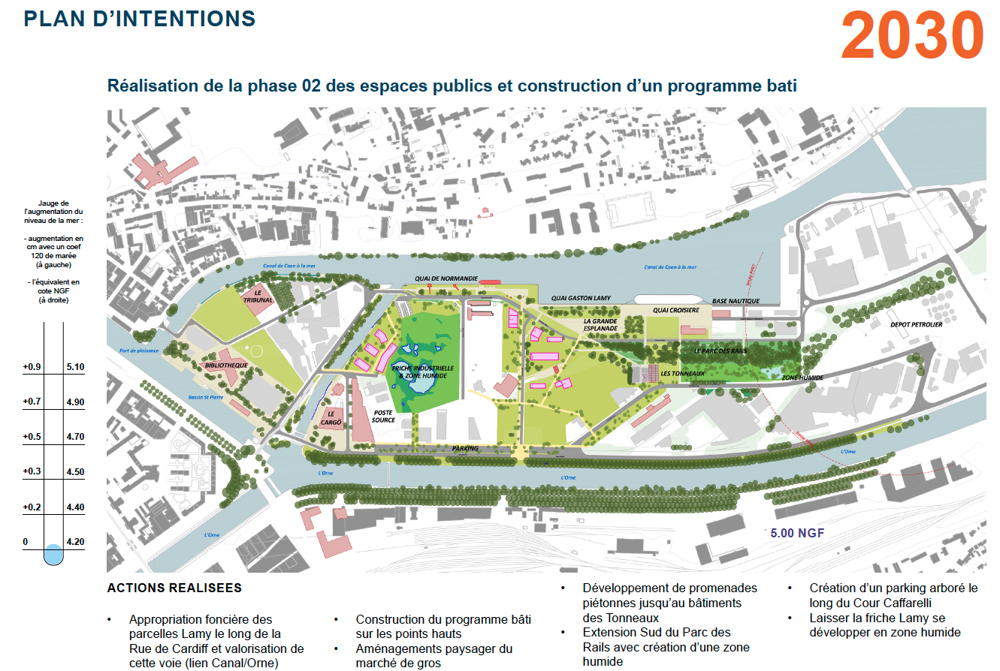 PLAN D'INTENTIONS
2030
Réalisation de la phase 02 des espaces publics et construction d'un programme bati
Jauge de
l'augmentation du
niveau de la mer :
- augmentation en
cm avec un coef
120 de marée
(à gauche)
- l'équivalent en
cote NGF
(à droite)
+0.9 5.10
+0.7 4.90
+0.5 4.70
+0.3 4.50
+0.2 4.40
0 4.20
Canal de Caen à la mer
Canal de Caen à la mer
QUAI DE NORMANDIE
LE
TRIBUNAL
QUAI GASTON LAMY
BASE NAUTIQUE
QUAI CROISIERE
LA GRANDE
ESPLANADE
DEPOT PETROLIER
Port de plaisance
LE PARC DES RAILS
BIBLIOTHEQUE
FRICHE INDUSTRIELLE
& ZONE HUMIDE
LES TONNEAUX
ZONE HUMIDE
Bassin St Pierre
LE
CARGÖ
POSTE
SOURCE
PARKING
L'Orne
L'Orne
L'Orne
L'Orne
5.00 NGF
ACTIONS REALISEES
• Appropriation foncière des
parcelles Lamy le long de la
Rue de Cardiff et valorisation de
cette voie (lien Canal/Orne)
• Construction du programme bâti
sur les points hauts
• Aménagements paysager du
marché de gros
• Développement de promenades
piétonnes jusqu'au bâtiments
des Tonneaux
• Extension Sud du Parc des
Rails avec création d'une zone
humide
• Création d'un parking arboré le
long du Cour Caffarelli
• Laisser la friche Lamy se
développer en zone humide